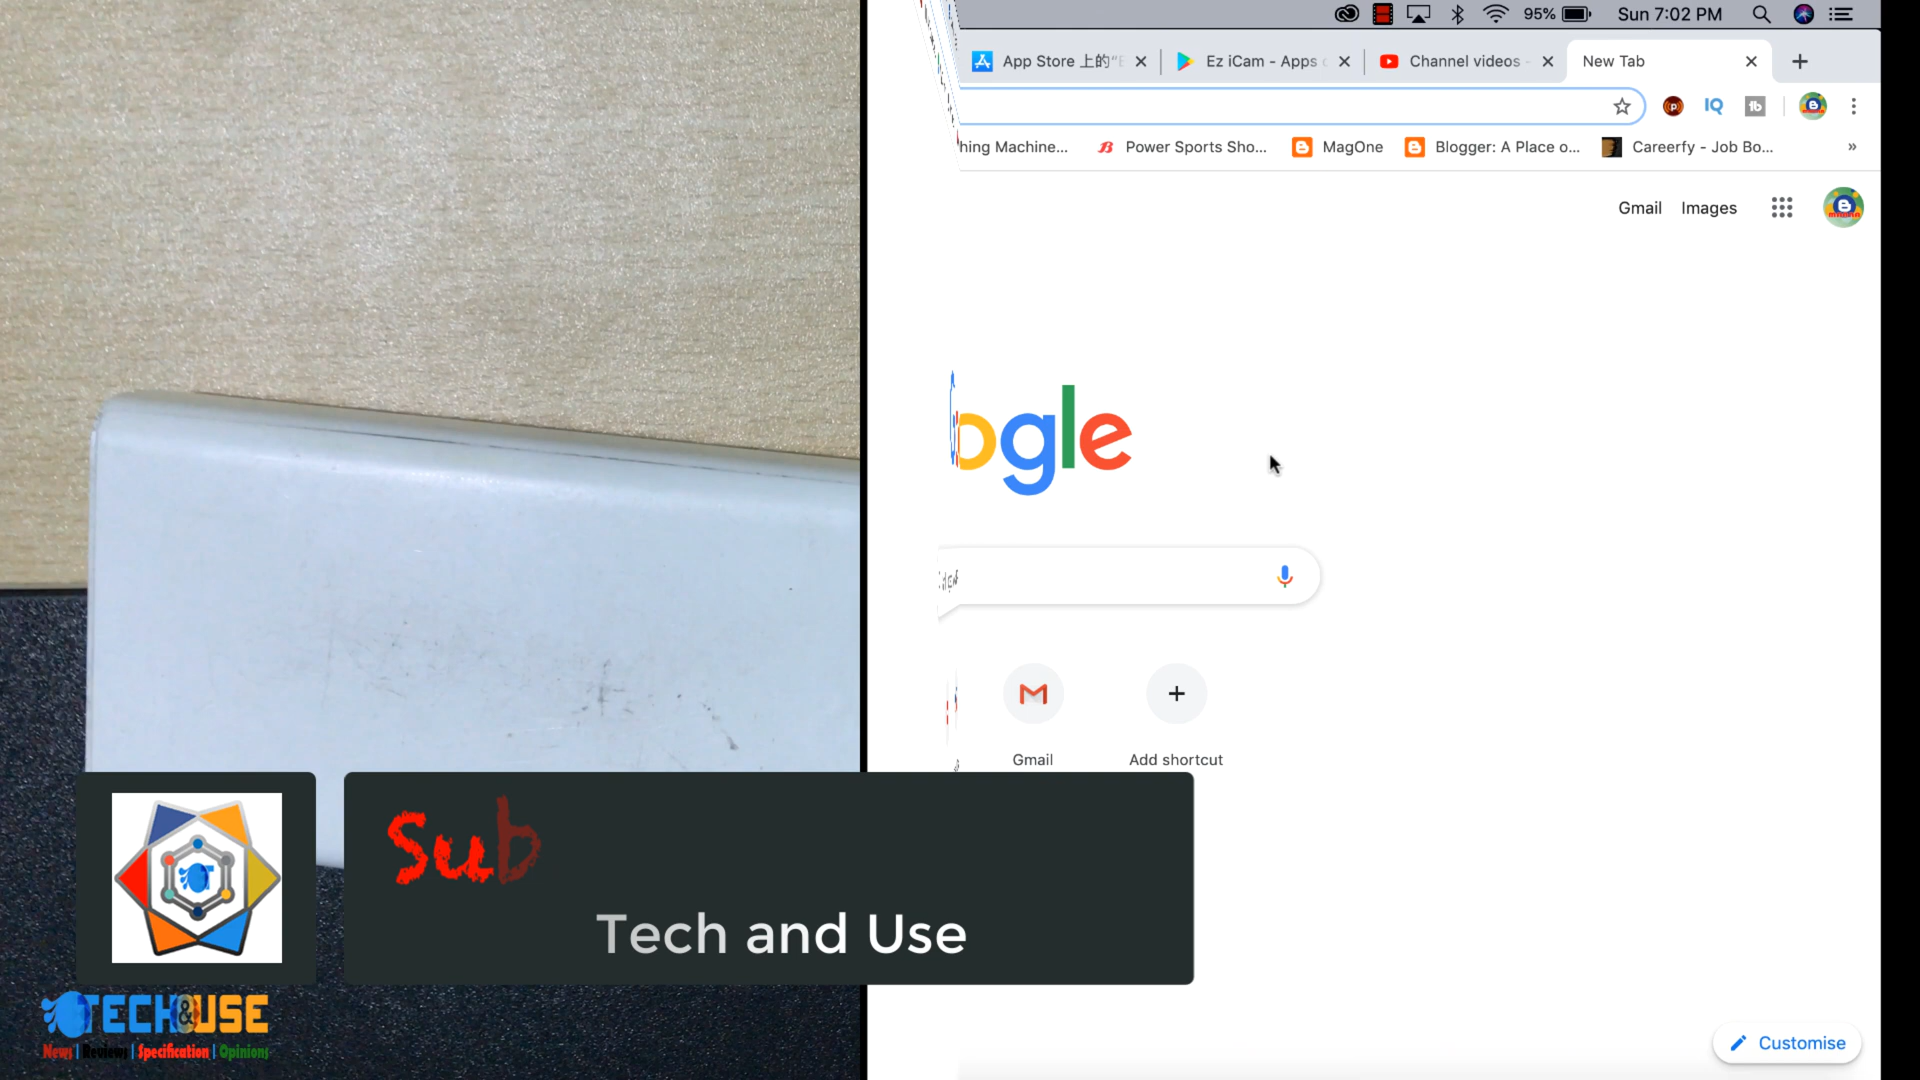 95% Sun 7:02 PM
App Store 上的“E
Ez iCam - Apps
Channel videos -
New Tab
hing Machine...
Power Sports Sho...
MagOne
Blogger: A Place o...
Careerfy - Job Bo...
»
Gmail Images
ogle
Gmail
Add shortcut
Sub
Tech and Use
TECH&USE
News | Reviews | Specification | Opinions
Customise